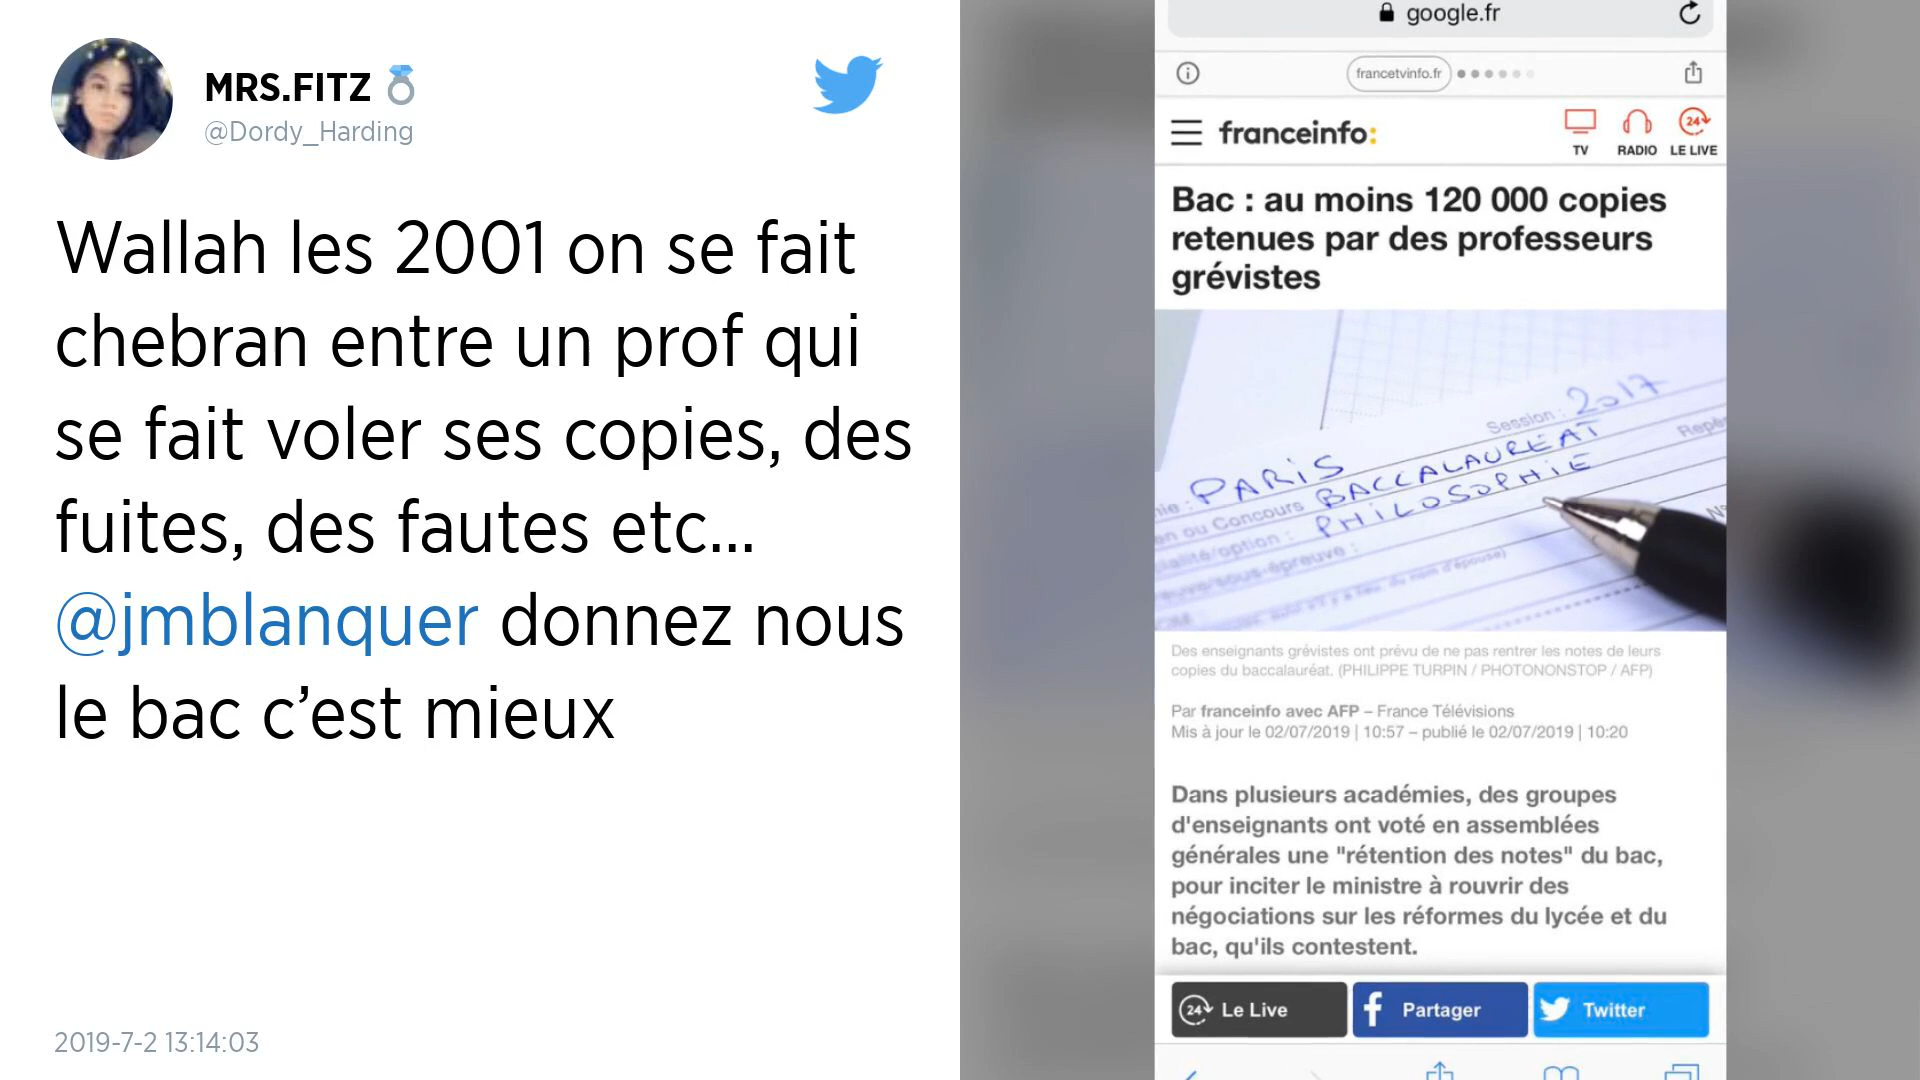 MRS.FITZ
@Dordy_Harding
Wallah les 2001 on se fait
chebran entre un prof qui
se fait voler ses copies, des
fuites, des fautes etc...
@jmblanquer donnez nous
le bac c’est mieux
2019-7-2 13:14:03
google.fr
francetvinfo.fr
franceinfo:
TV
RADIO
24
LE LIVE
Bac : au moins 120 000 copies
retenues par des professeurs
grévistes
Session : 2017
PARIS
en ou Concours BACCALAUREAT
PHILOSOPHIE
Des enseignants grévistes ont prévu de ne pas rentrer les notes de leurs
copies du baccalauréat. (PHILIPPE TURPIN / PHOTONONSTOP / AFP)
Par franceinfo avec AFP – France Télévisions
Mis à jour le 02/07/2019 | 10:57 – publié le 02/07/2019 | 10:20
Dans plusieurs académies, des groupes
d'enseignants ont voté en assemblées
générales une "rétention des notes" du bac,
pour inciter le ministre à rouvrir des
négociations sur les réformes du lycée et du
bac, qu'ils contestent.
24 Le Live
Partager
Twitter